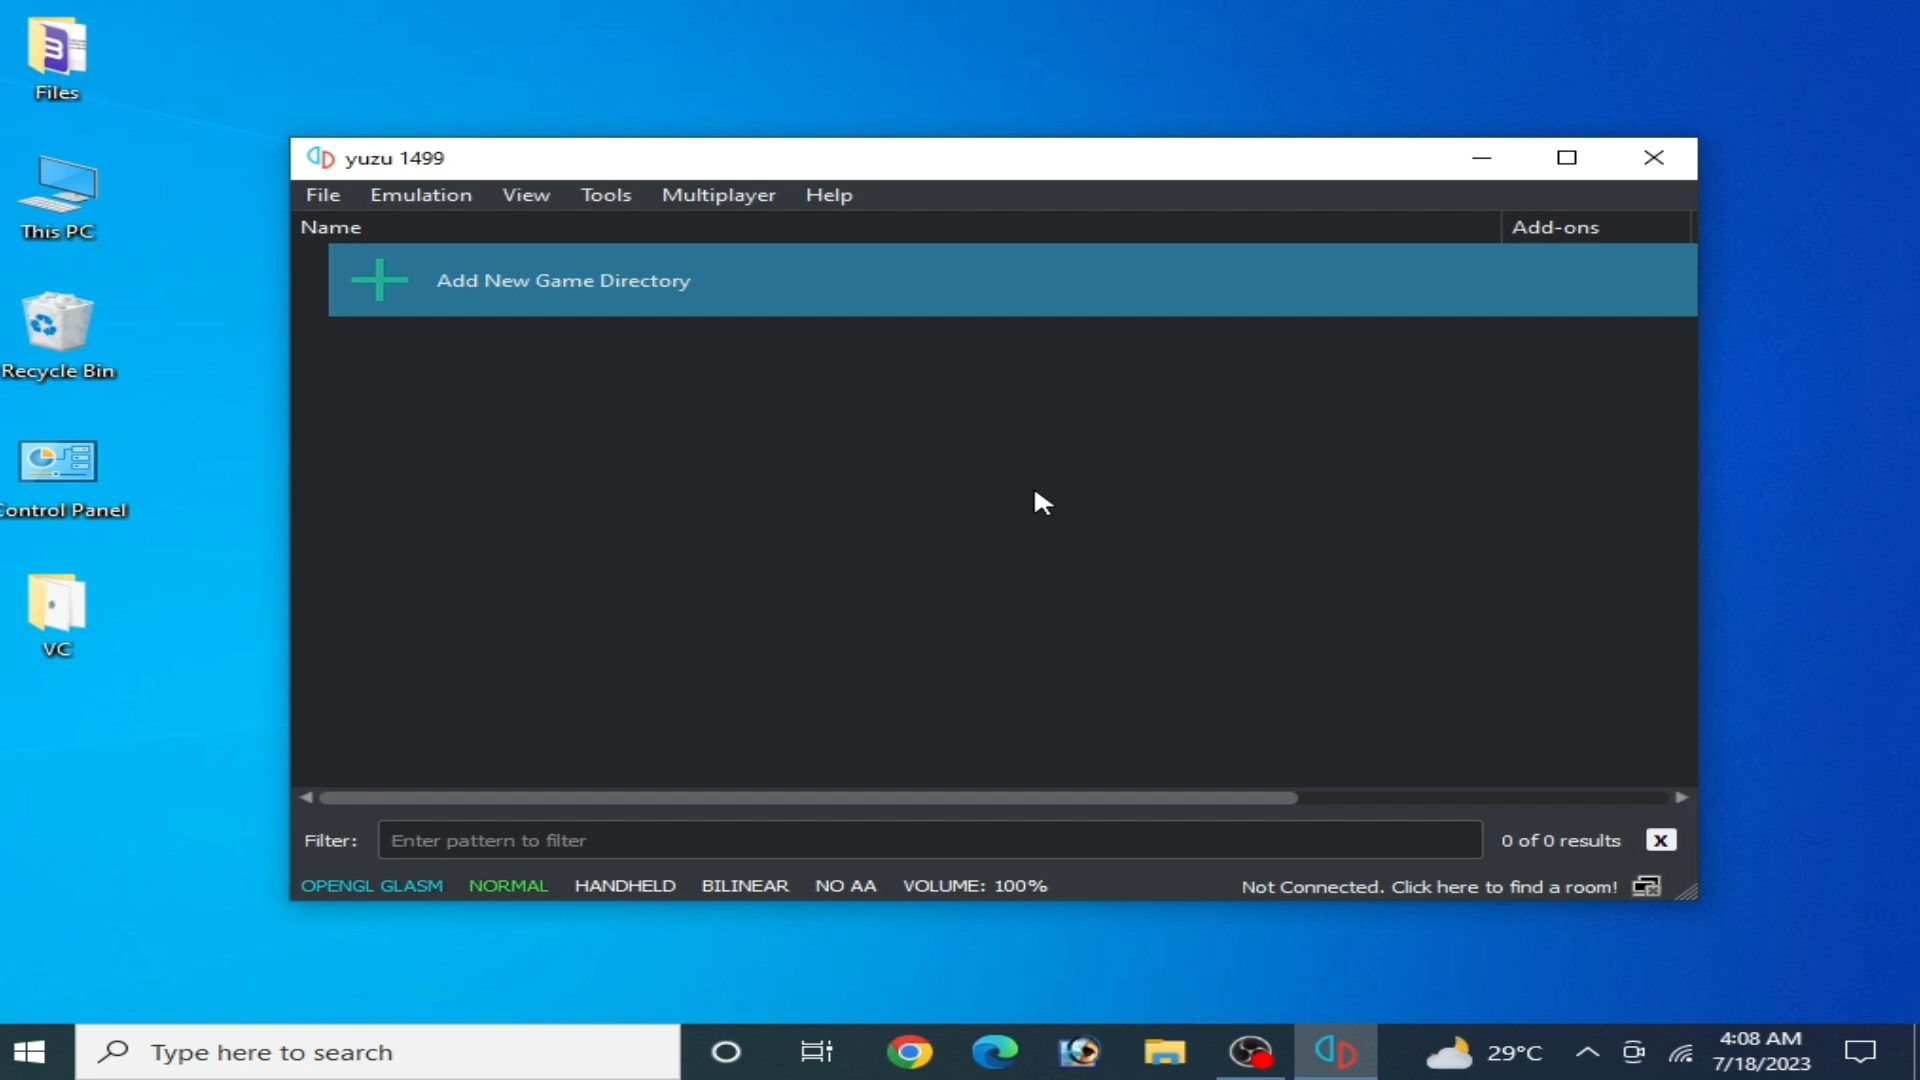 Files
This PC
Recycle Bin
Control Panel
VC
yuzu 1499
File Emulation View Tools Multiplayer Help
Name Add-ons
Add New Game Directory
Filter: Enter pattern to filter 0 of 0 results X
OPENGL GLASM NORMAL HANDHELD BILINEAR NO AA VOLUME: 100% Not Connected. Click here to find a room!
Type here to search
29°C
4:08 AM
7/18/2023